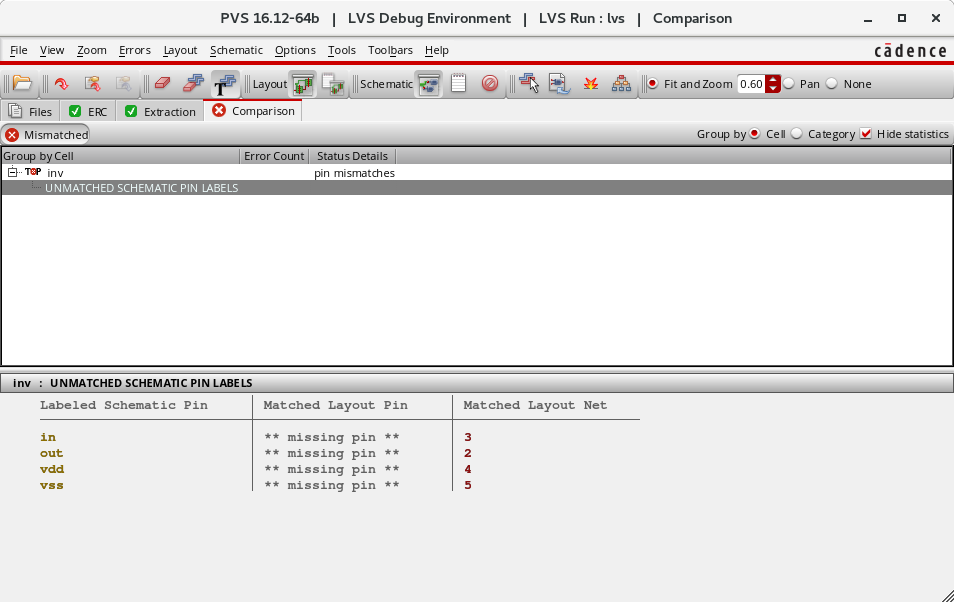 PVS 16.12-64b | LVS Debug Environment | LVS Run : lvs | Comparison
File View Zoom Errors Layout Schematic Options Tools Toolbars Help
cādence
Layout Schematic Fit and Zoom 0.60 Pan None
Files ERC Extraction Comparison
Mismatched Group by Cell Category Hide statistics
Group by Cell Error Count Status Details
TOP inv pin mismatches
UNMATCHED SCHEMATIC PIN LABELS
inv : UNMATCHED SCHEMATIC PIN LABELS
Labeled Schematic Pin Matched Layout Pin Matched Layout Net
in ** missing pin ** 3
out ** missing pin ** 2
vdd ** missing pin ** 4
vss ** missing pin ** 5